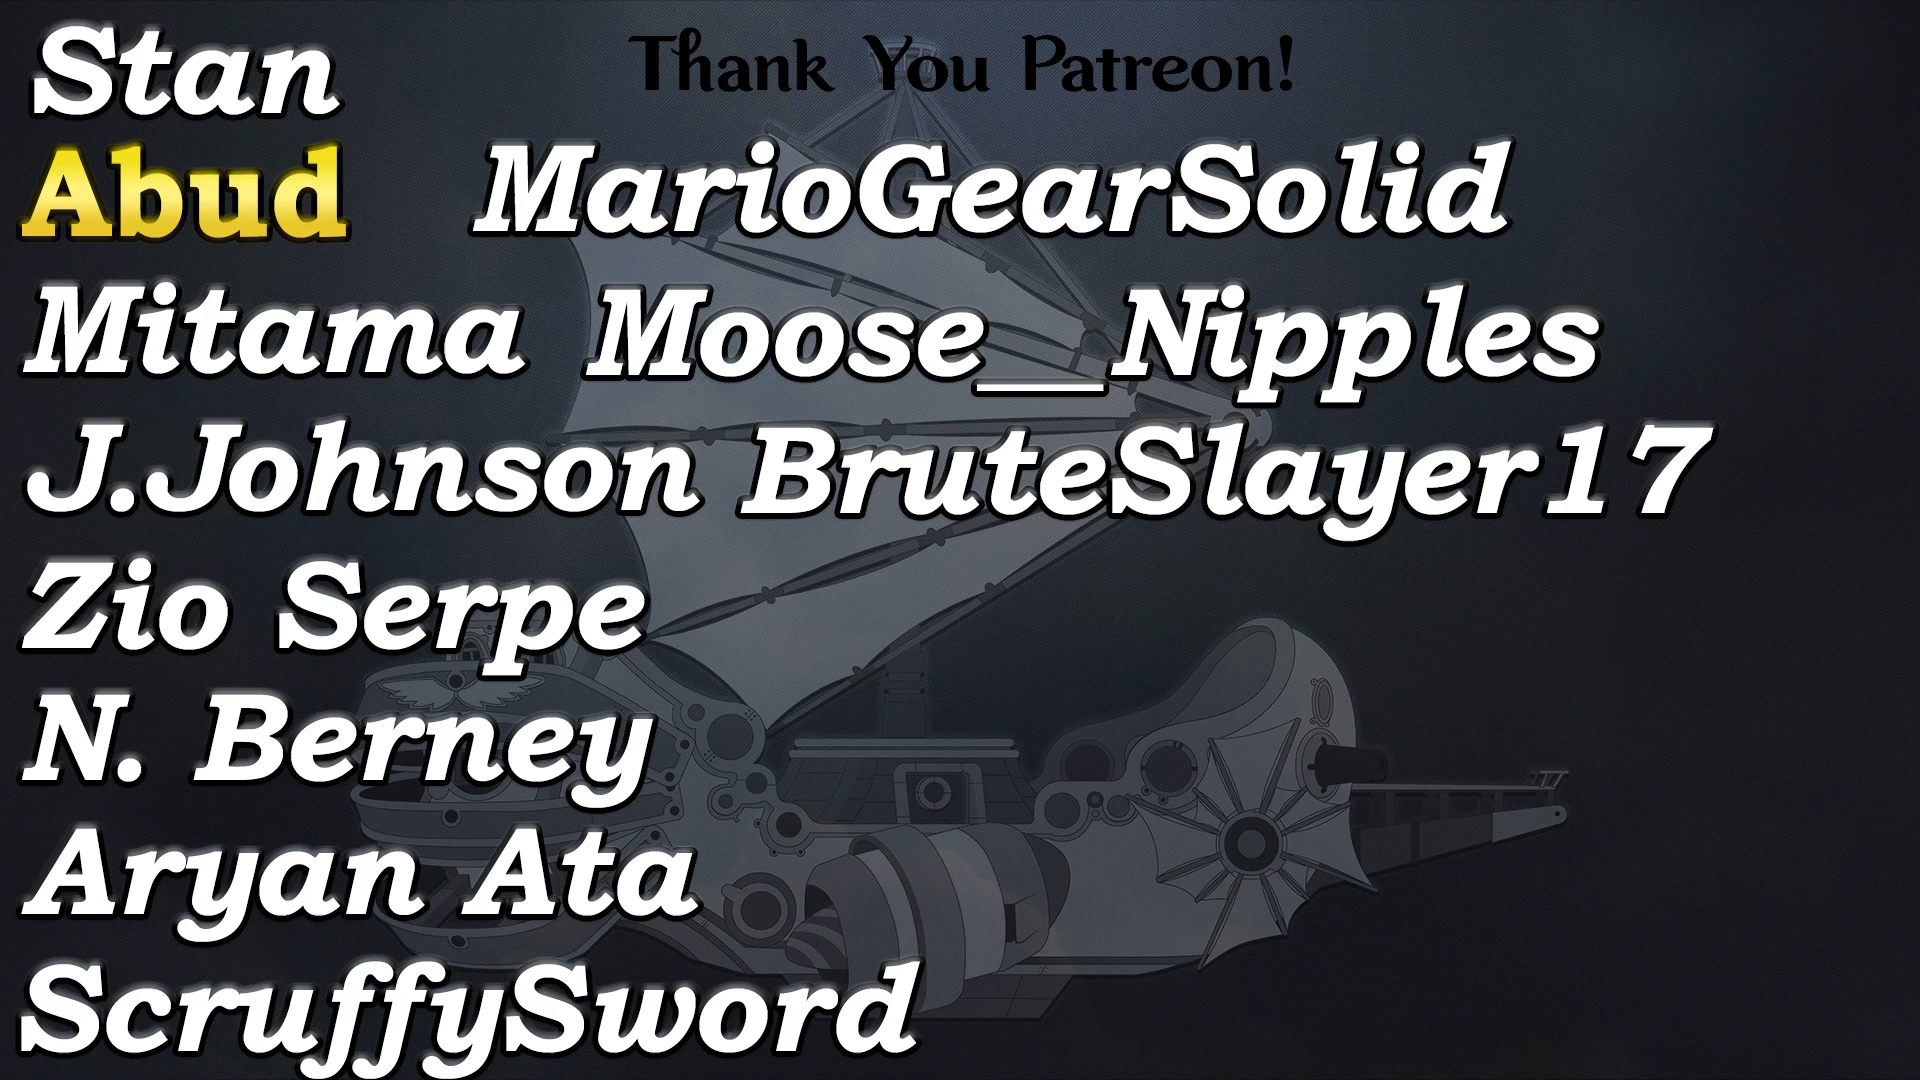 Thank You Patreon!
Stan
Abud MarioGearSolid
Mitama Moose__Nipples
J.Johnson BruteSlayer17
Zio Serpe
N. Berney
Aryan Ata
ScruffySword